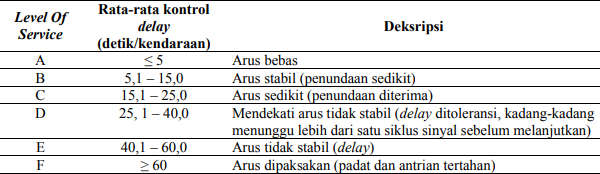 Level Of Service | Rata-rata kontrol delay (detik/kendaraan) | Deksripsi
A | ≤ 5 | Arus bebas
B | 5,1 – 15,0 | Arus stabil (penundaan sedikit)
C | 15,1 – 25,0 | Arus sedikit (penundaan diterima)
D | 25, 1 – 40,0 | Mendekati arus tidak stabil (delay ditoleransi, kadang-kadang
menunggu lebih dari satu siklus sinyal sebelum melanjutkan)
E | 40,1 – 60,0 | Arus tidak stabil (delay)
F | ≥ 60 | Arus dipaksakan (padat dan antrian tertahan)